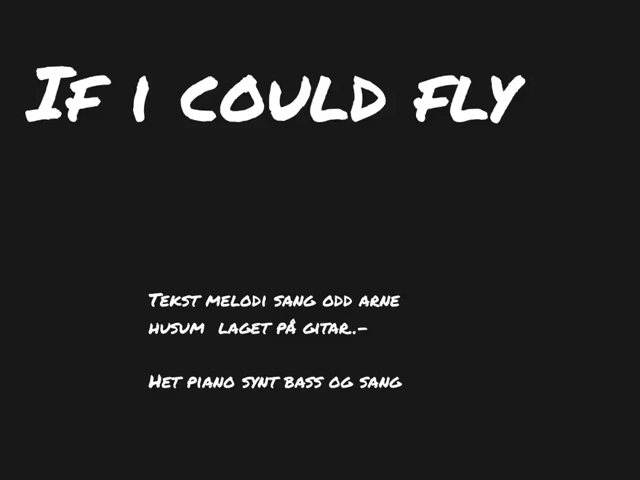 If i could fly
Tekst melodi sang odd arne
husum laget på gitar..-
Het piano synt bass og sang